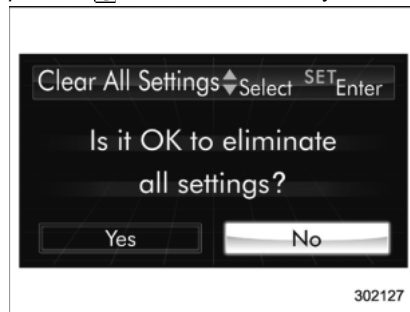 Clear All Settings Select SET Enter
Is it OK to eliminate
all settings?
Yes No
302127